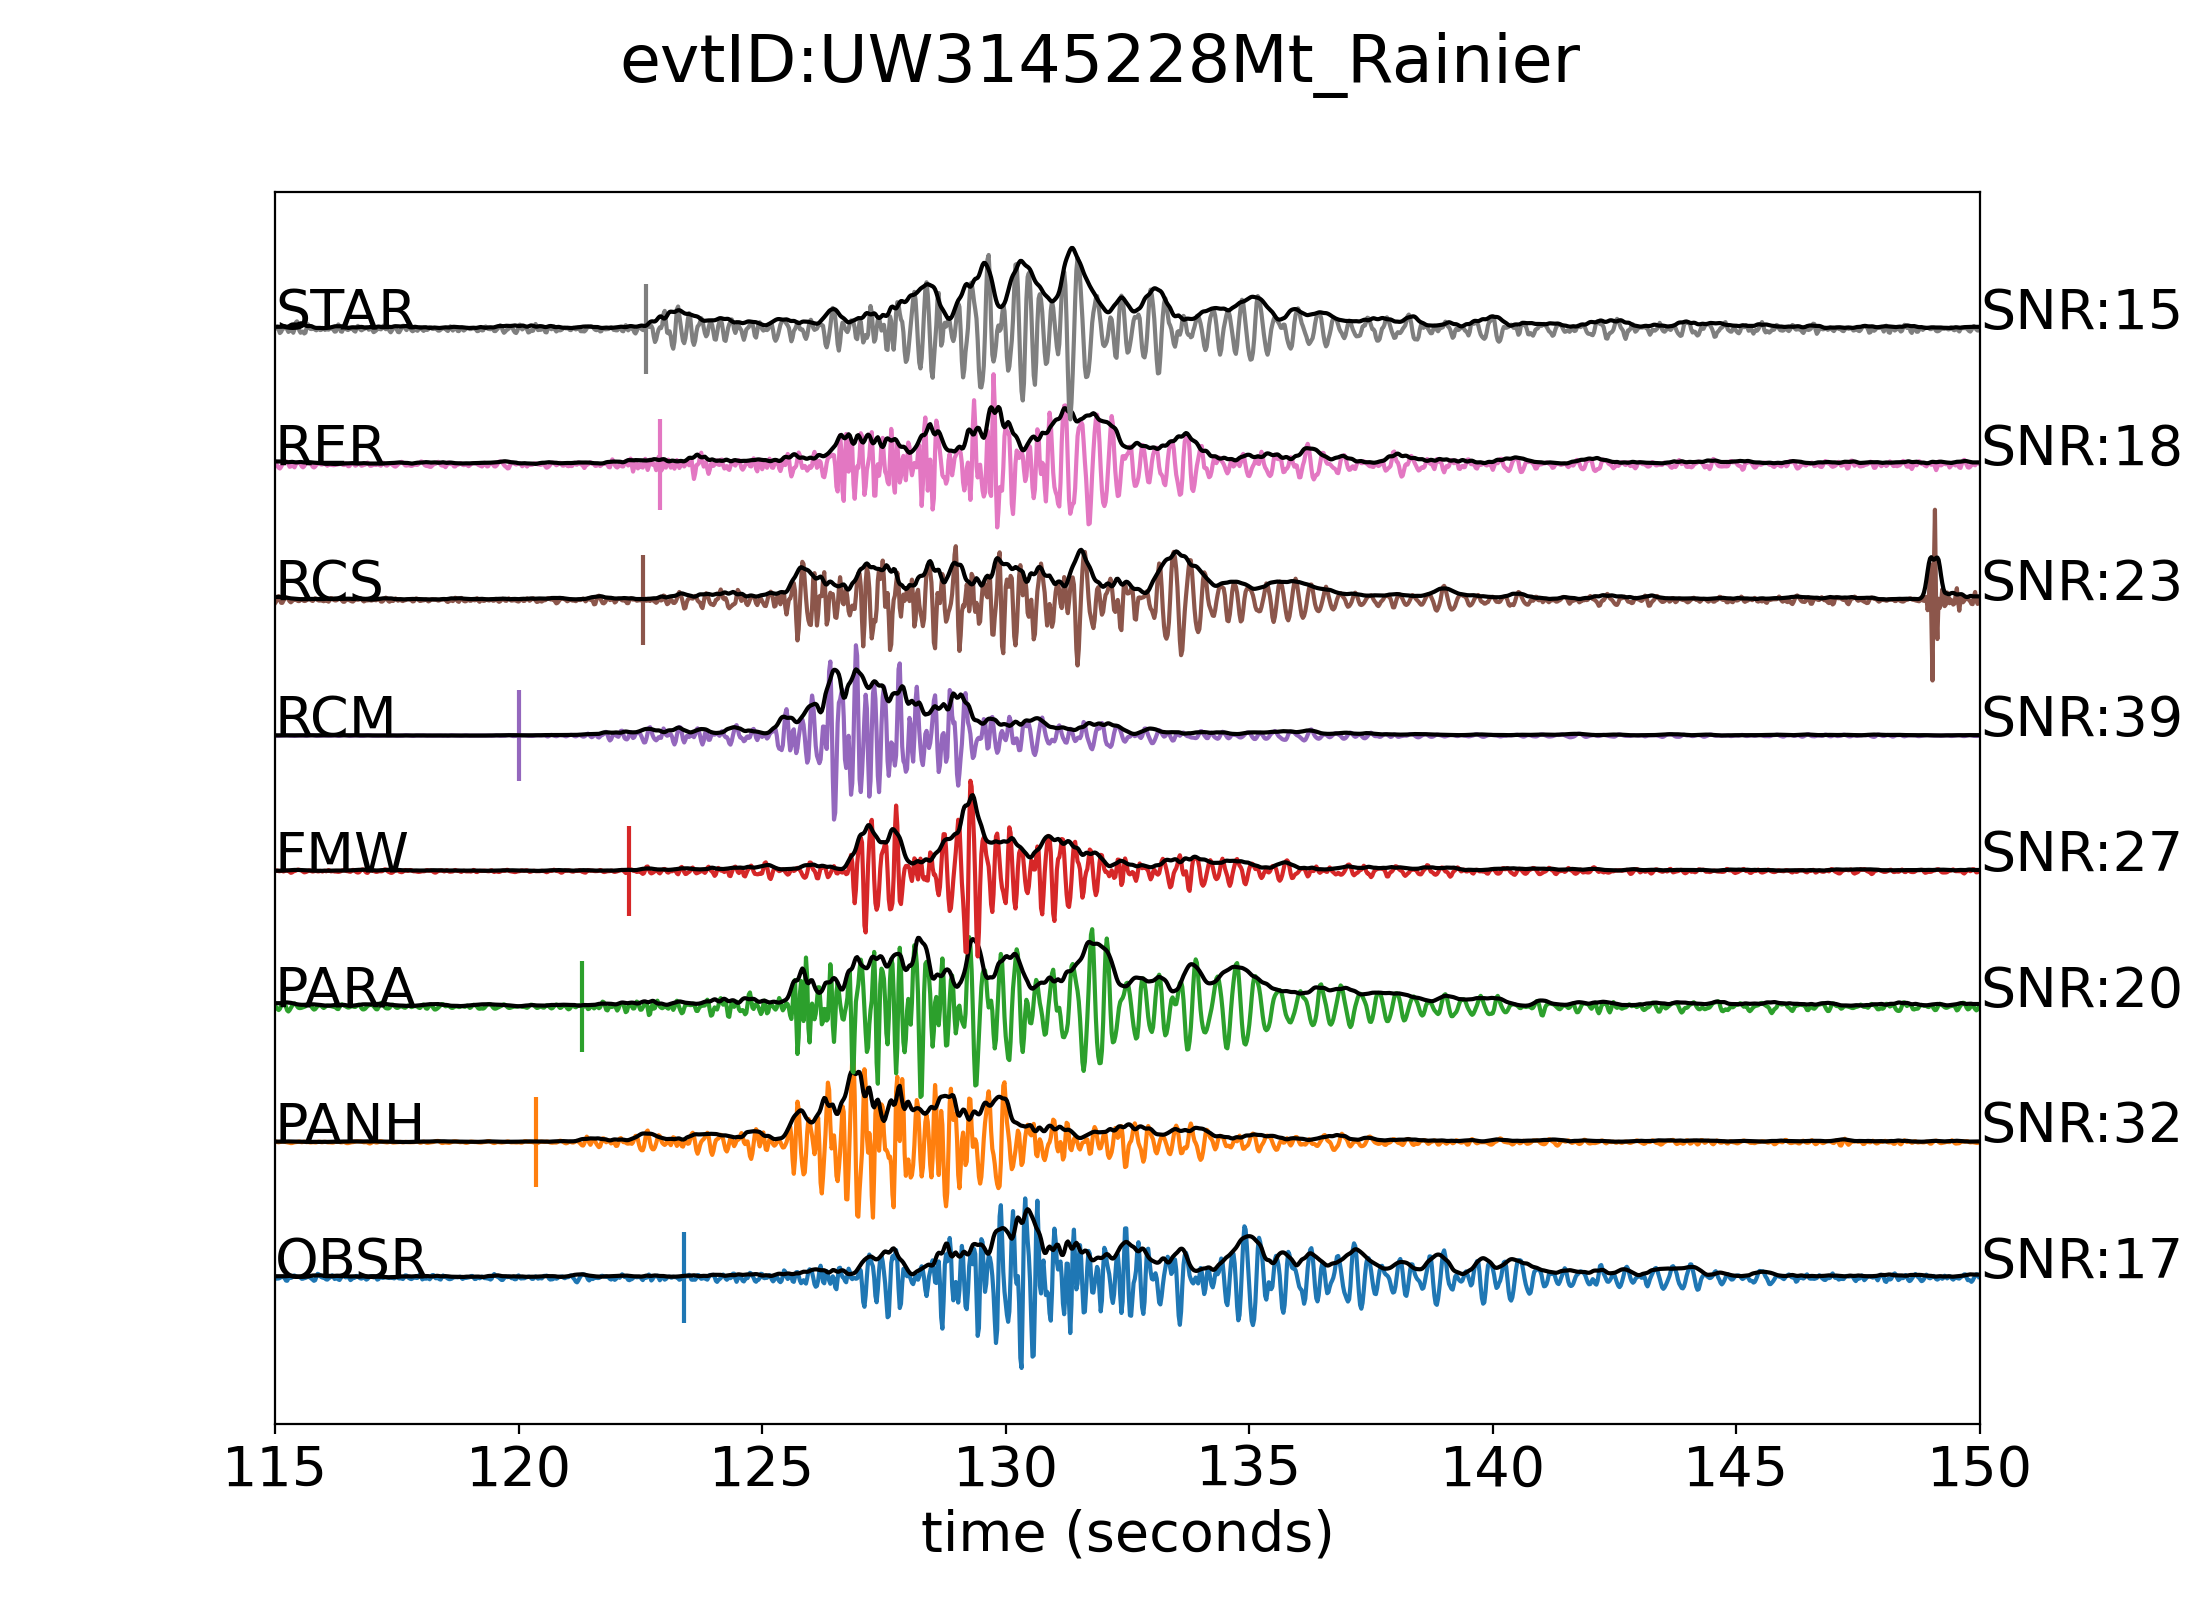 evtID:UW3145228Mt_Rainier
STAR SNR:15
RER SNR:18
RCS SNR:23
RCM SNR:39
FMW SNR:27
PARA SNR:20
PANH SNR:32
OBSR SNR:17
115 120 125 130 135 140 145 150
time (seconds)